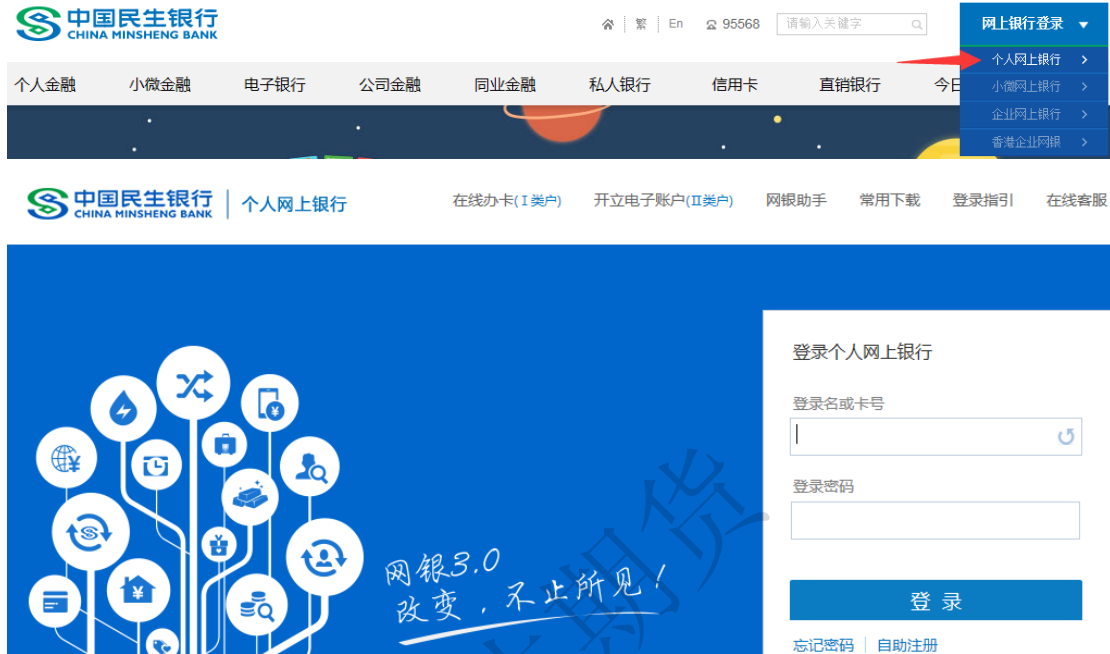 中国民生银行
CHINA MINSHENG BANK
繁 En 95568 请输入关键字 网上银行登录
个人网上银行
个人金融 小微金融 电子银行 公司金融 同业金融 私人银行 信用卡 直销银行 今日
小微网上银行
企业网上银行
香港企业网银
中国民生银行 个人网上银行
CHINA MINSHENG BANK
在线办卡(I类户) 开立电子账户(II类户) 网银助手 常用下载 登录指引 在线客服
登录个人网上银行
登录名或卡号
登录密码
网银3.0
改变,不止所见!
登录
忘记密码 自助注册
期货